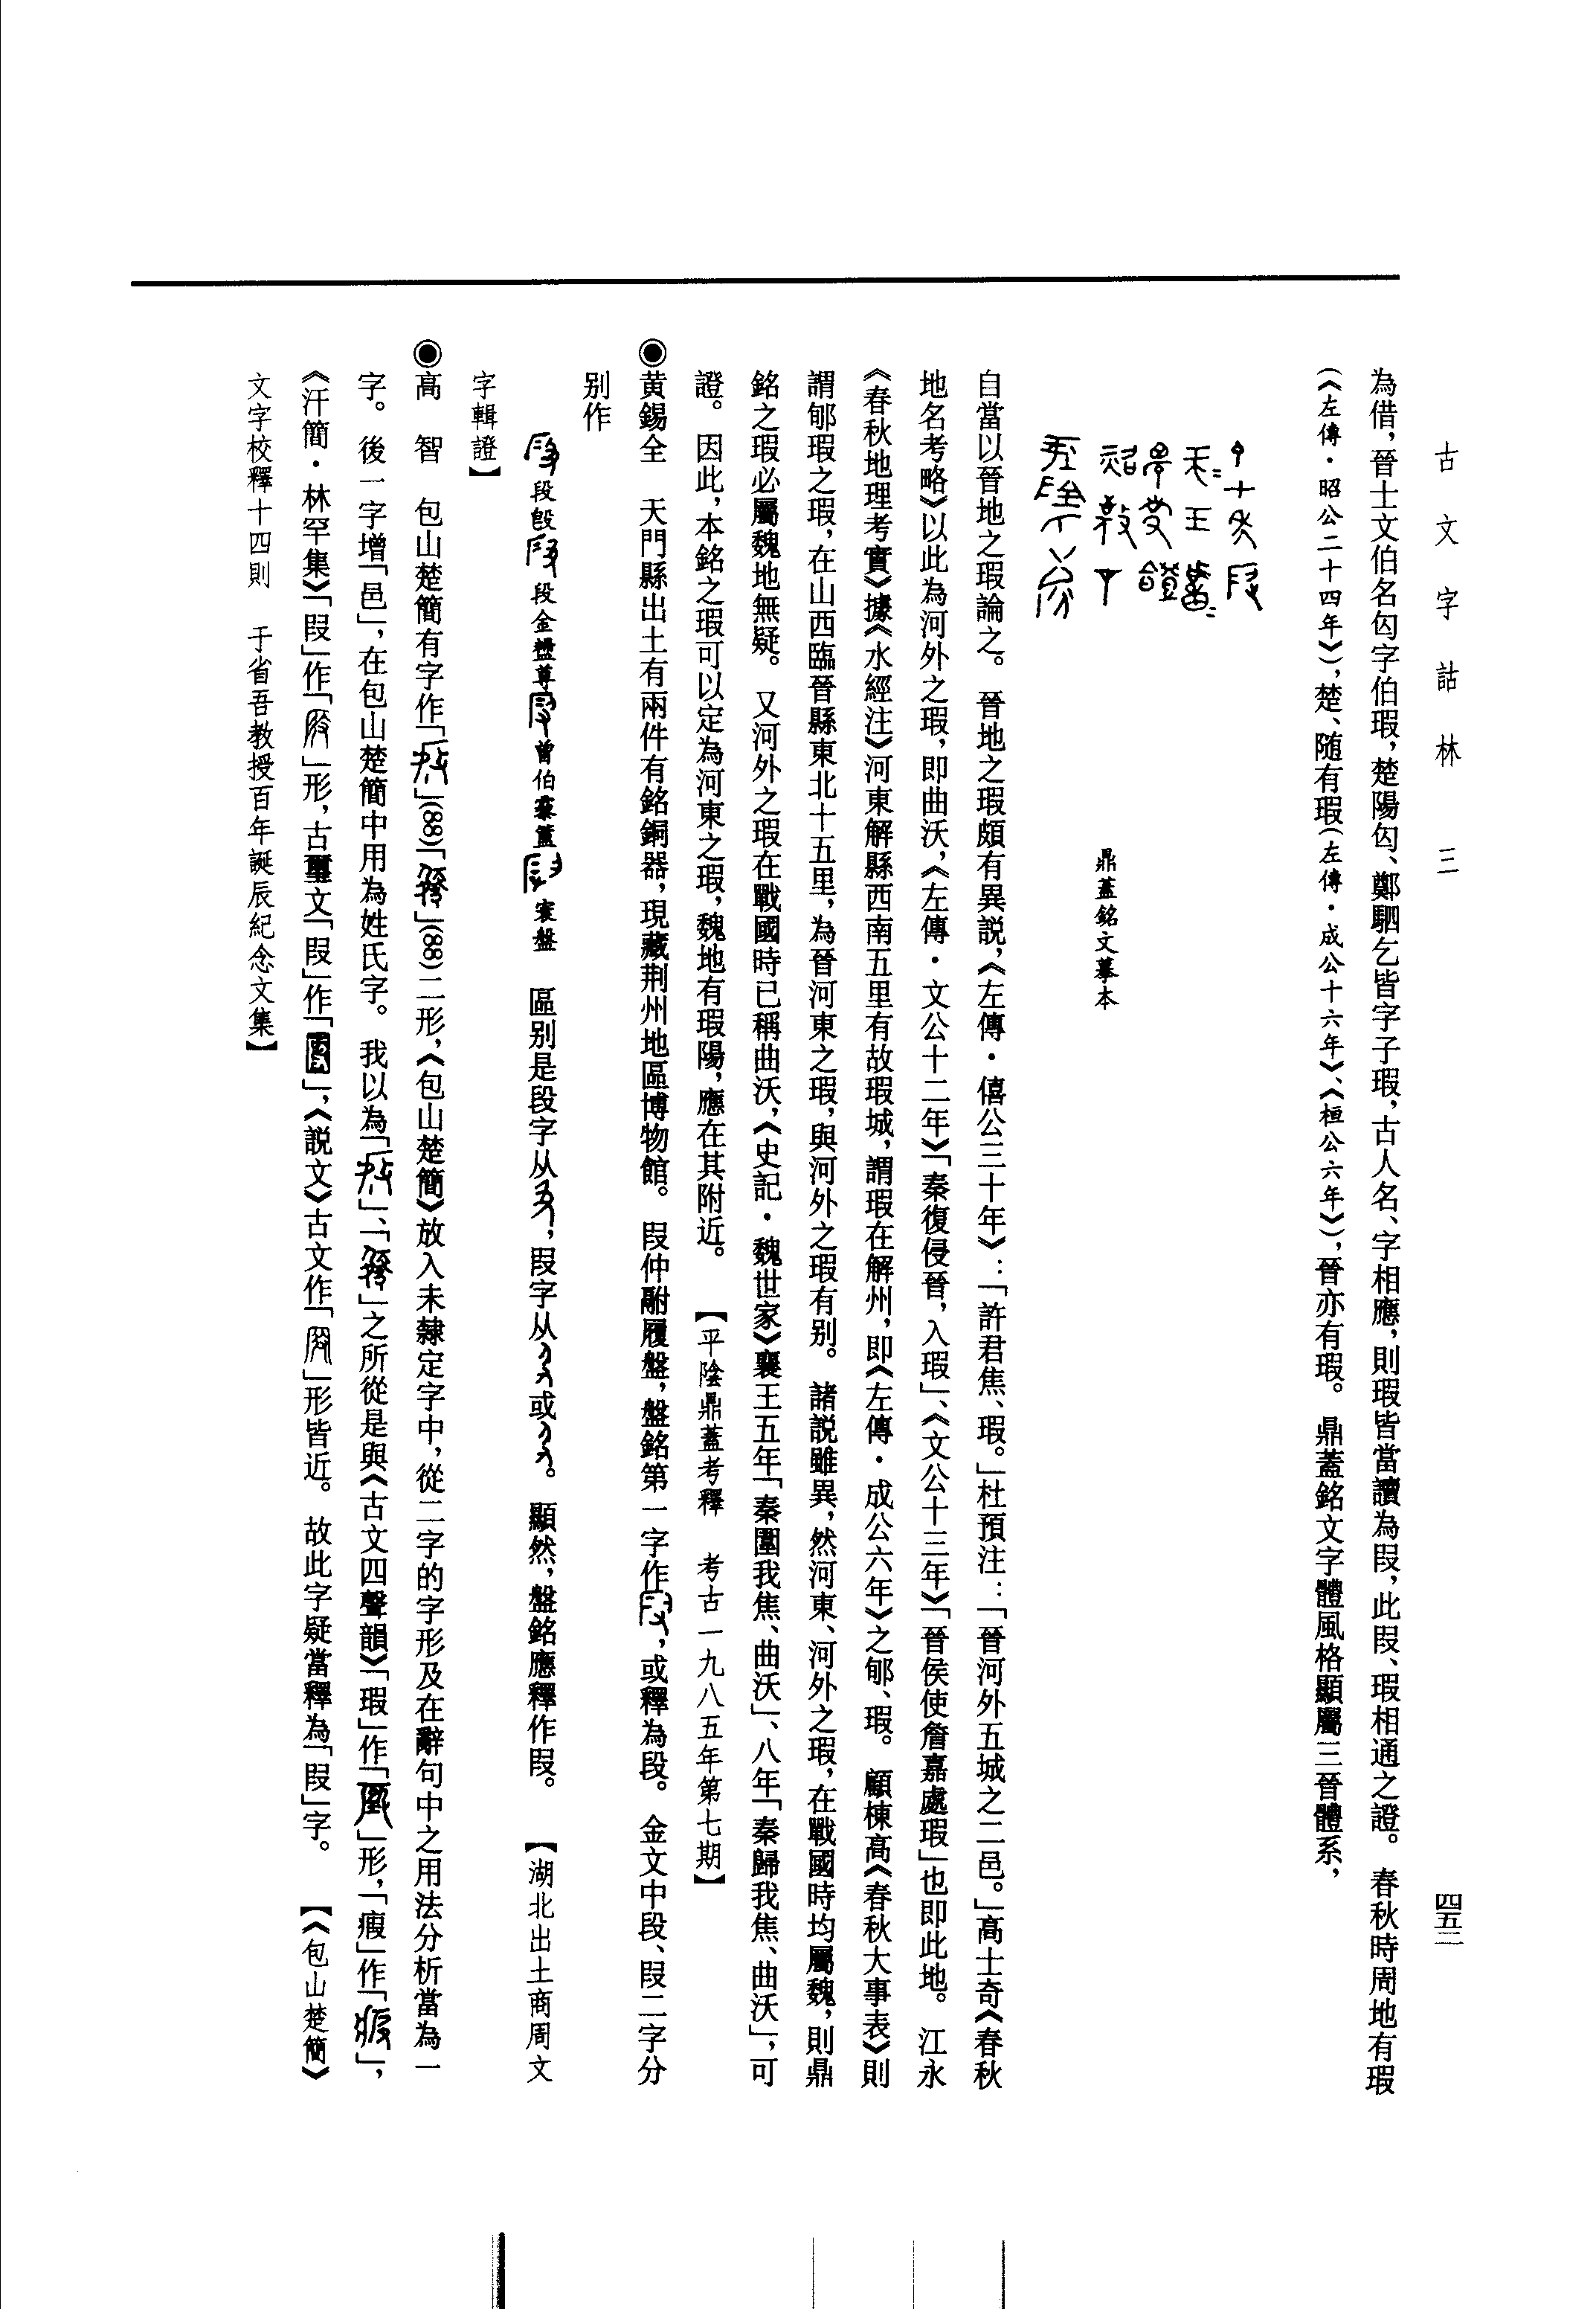 古文字詁林　三
四五二
為借，晉士文伯名匄字伯瑕，楚陽匄、鄭駟乞皆字子瑕，古人名、字相應，則瑕皆當讀為叚，此叚、瑕相通之證。春秋時周地有瑕
（《左傳·昭公二十四年》），楚、隨有瑕（左傳·成公十六年》、《桓公六年》），晉亦有瑕。鼎蓋銘文字體風格顯屬三晉體系，
鼎蓋銘文摹本
自當以晉地之瑕論之。晉地之瑕頗有異説，《左傳·僖公三十年》：「許君焦、瑕。」杜預注：「晉河外五城之二邑。」高士奇《春秋
地名考略》以此為河外之瑕，即曲沃，《左傳·文公十二年》「秦復侵晉，入瑕」、《文公十三年》「晉侯使詹嘉處瑕」也即此地。江永
《春秋地理考實》據《水經注》河東解縣西南五里有故瑕城，謂瑕在解州，即《左傳·成公六年》之郇、瑕。顧棟高《春秋大事表》則
謂郇瑕之瑕，在山西臨晉縣東北十五里，為晉河東之瑕，與河外之瑕有别。諸説雖異，然河東、河外之瑕，在戰國時均屬魏，則鼎
銘之瑕必屬魏地無疑。又河外之瑕在戰國時已稱曲沃，《史記·魏世家》襄王五年「秦圍我焦、曲沃」、八年「秦歸我焦、曲沃」，可
證。因此，本銘之瑕可以定為河東之瑕，魏地有瑕陽，應在其附近。【平陰鼎蓋考釋　考古一九八五年第七期】
◉黄錫全　天門縣出土有兩件有銘銅器，現藏荆州地區博物館。叚仲履盤，盤銘第一字作，或釋為段。金文中段、叚二字分
别作
段𣪘段金尊曾伯簠寰盤　區别是段字从，叚字从或。顯然，盤銘應釋作叚。【湖北出土商周文
字輯證】
◉高　智　包山楚簡有字作「」(88)「」(88)二形，《包山楚簡》放入未隸定字中，從二字的字形及在辭句中之用法分析當為一
字。後一字增「邑」，在包山楚簡中用為姓氏字。我以為「」、「」之所從是與《古文四聲韻》「瑕」作「」形，「瘕」作「」，
《汗簡·林罕集》「叚」作「」形，古璽文「叚」作「」，《説文》古文作「」形皆近。故此字疑當釋為「叚」字。【《包山楚簡》
文字校釋十四則　于省吾教授百年誕辰紀念文集】